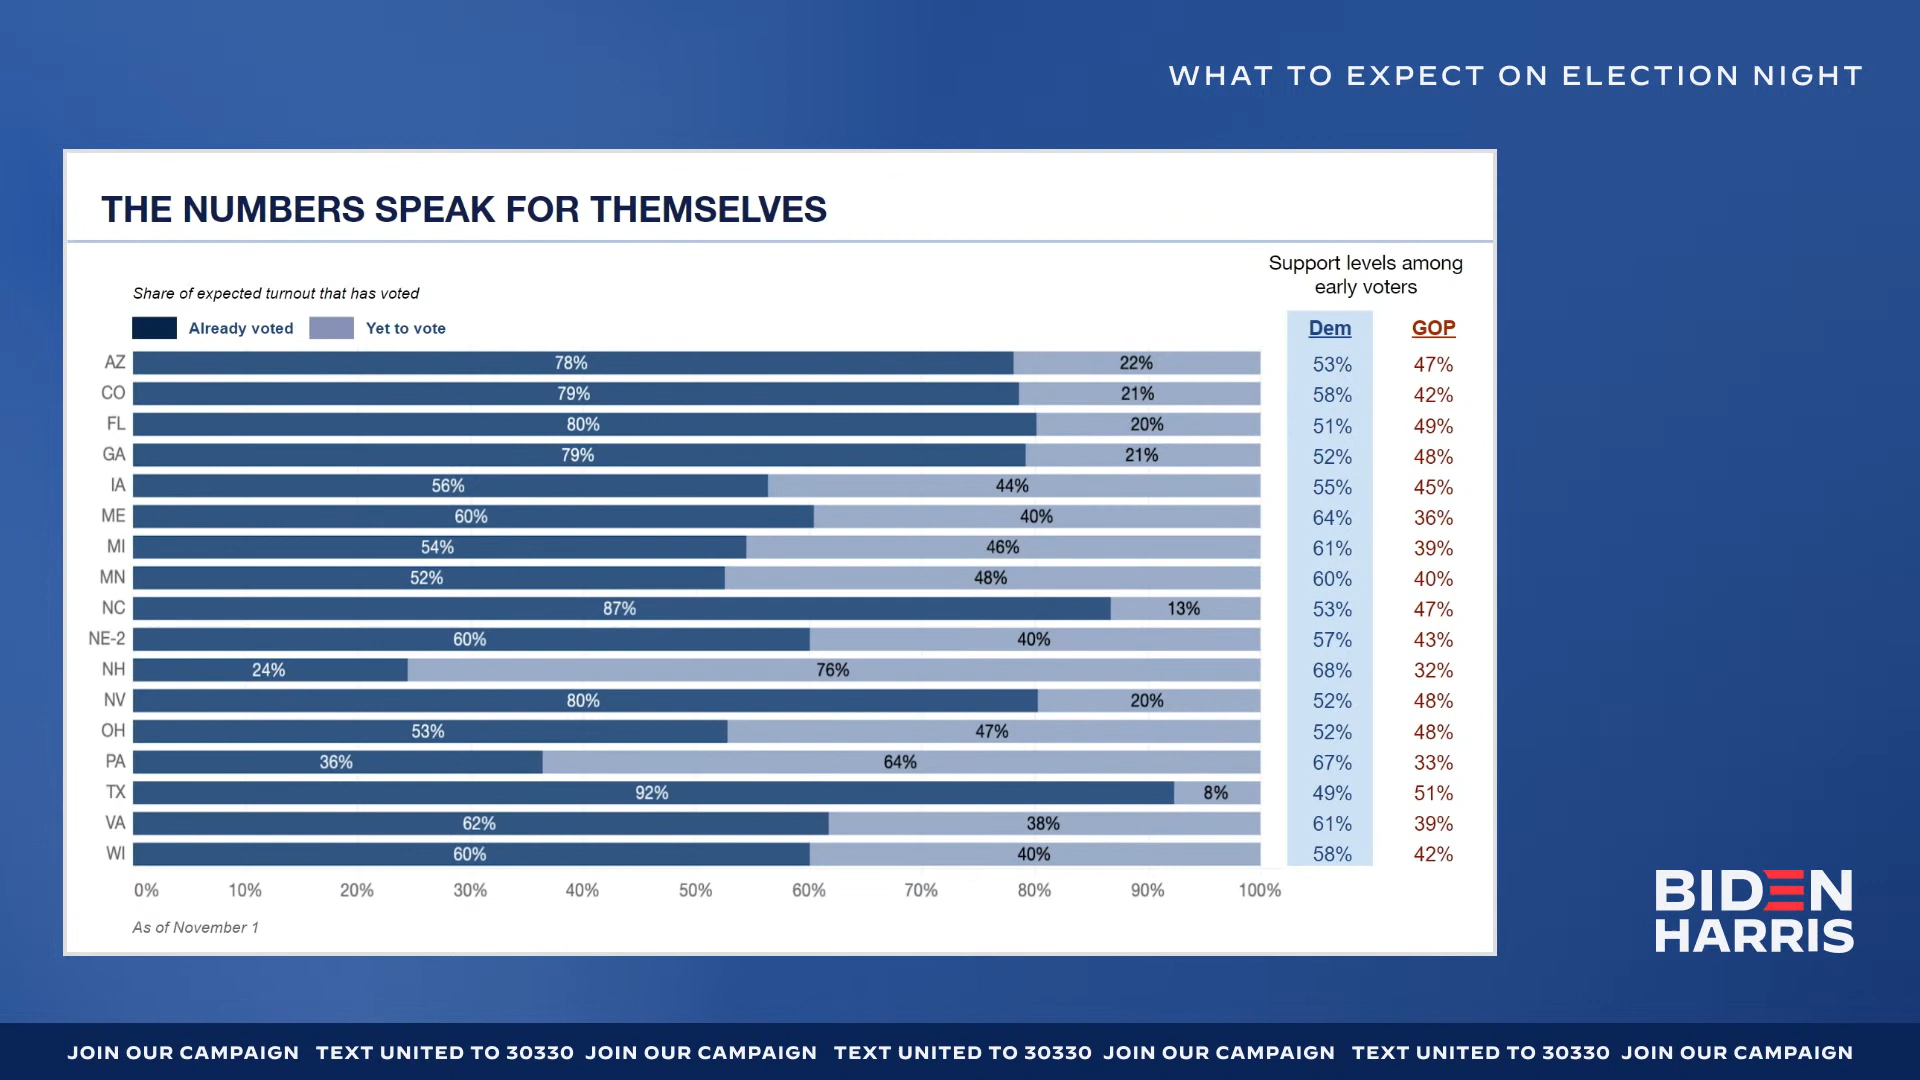 WHAT TO EXPECT ON ELECTION NIGHT
THE NUMBERS SPEAK FOR THEMSELVES
Support levels among
early voters
Share of expected turnout that has voted
Already voted Yet to vote Dem GOP
AZ 78% 22% 53% 47%
CO 79% 21% 58% 42%
FL 80% 20% 51% 49%
GA 79% 21% 52% 48%
IA 56% 44% 55% 45%
ME 60% 40% 64% 36%
MI 54% 46% 61% 39%
MN 52% 48% 60% 40%
NC 87% 13% 53% 47%
NE-2 60% 40% 57% 43%
NH 24% 76% 68% 32%
NV 80% 20% 52% 48%
OH 53% 47% 52% 48%
PA 36% 64% 67% 33%
TX 92% 8% 49% 51%
VA 62% 38% 61% 39%
WI 60% 40% 58% 42%
0% 10% 20% 30% 40% 50% 60% 70% 80% 90% 100%
As of November 1
BIDEN
HARRIS
JOIN OUR CAMPAIGN TEXT UNITED TO 30330 JOIN OUR CAMPAIGN TEXT UNITED TO 30330 JOIN OUR CAMPAIGN TEXT UNITED TO 30330 JOIN OUR CAMPAIGN